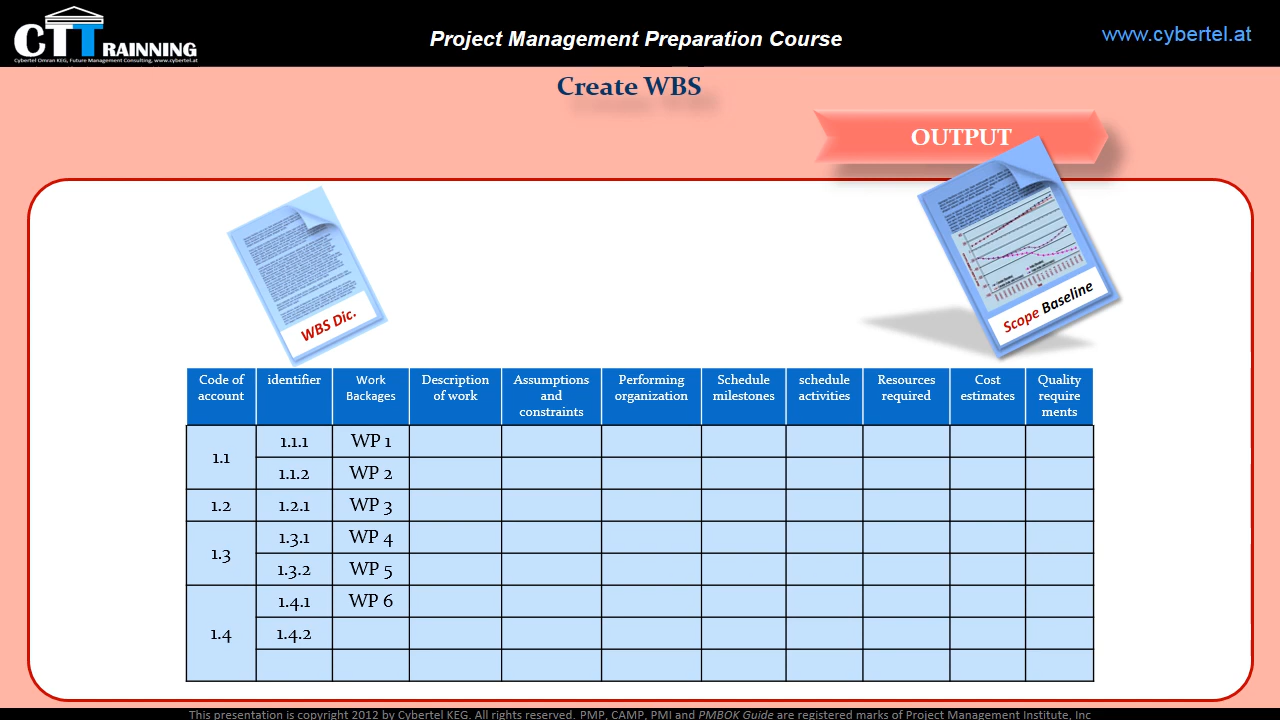 CTTRAINNING
Cybertel Omran KEG, Future Management Consulting, www.cybertel.at
Project Management Preparation Course
www.cybertel.at
Create WBS
OUTPUT
WBS Dic.
Scope Baseline
Code of account
identifier
Work Backages
Description of work
Assumptions and constraints
Performing organization
Schedule milestones
schedule activities
Resources required
Cost estimates
Quality require ments
1.1
1.1.1 WP 1
1.1.2 WP 2
1.2 1.2.1 WP 3
1.3
1.3.1 WP 4
1.3.2 WP 5
1.4
1.4.1 WP 6
1.4.2
This presentation is copyright 2012 by Cybertel KEG. All rights reserved. PMP, CAMP, PMI and PMBOK Guide are registered marks of Project Management Institute, Inc